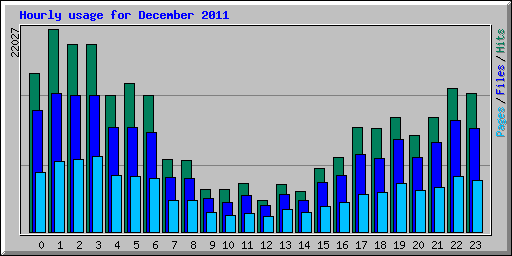 Hourly usage for December 2011
22027
Pages/Files/Hits
0 1 2 3 4 5 6 7 8 9 10 11 12 13 14 15 16 17 18 19 20 21 22 23